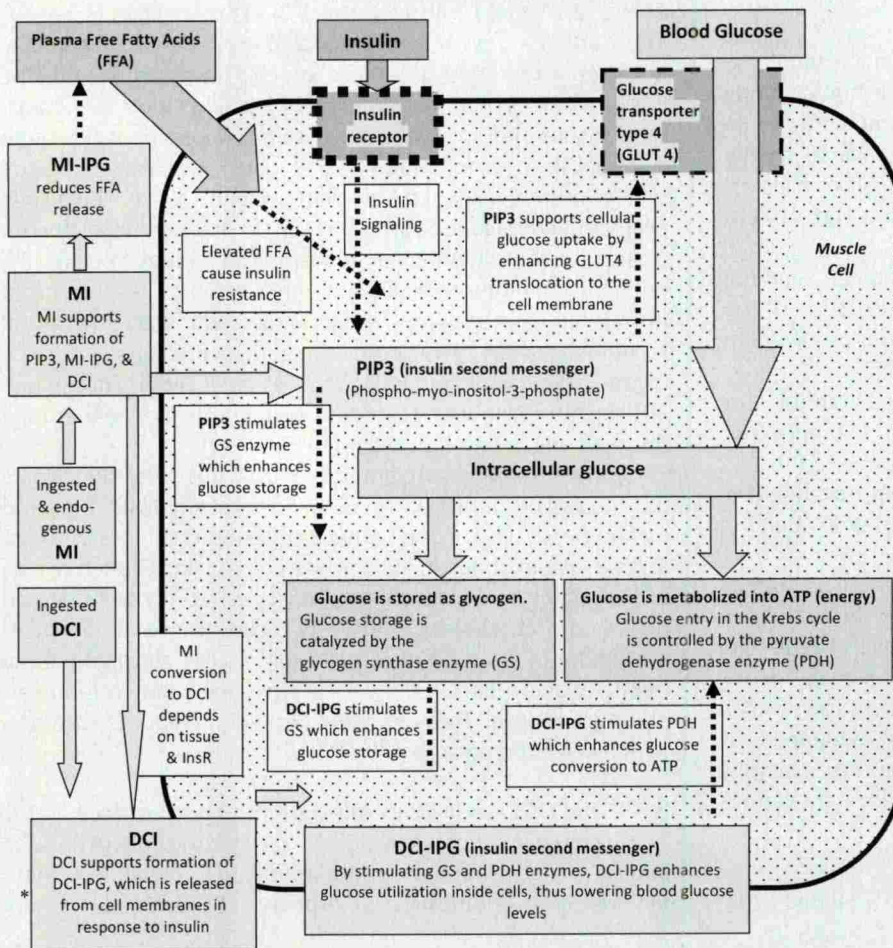 Plasma Free Fatty Acids
(FFA)
Insulin
Blood Glucose
Insulin
receptor
Glucose
transporter
type 4
(GLUT 4)
MI-IPG
reduces FFA
release
Insulin
signaling
PIP3 supports cellular
glucose uptake by
enhancing GLUT4
translocation to the
cell membrane
Muscle
Cell
Elevated FFA
cause insulin
resistance
MI
MI supports
formation of
PIP3, MI-IPG, &
DCI
PIP3 (insulin second messenger)
(Phospho-myo-inositol-3-phosphate)
PIP3 stimulates
GS enzyme
which enhances
glucose storage
Intracellular glucose
Ingested
& endo-
genous
MI
Ingested
DCI
Glucose is stored as glycogen.
Glucose storage is
catalyzed by the
glycogen synthase enzyme (GS)
Glucose is metabolized into ATP (energy)
Glucose entry in the Krebs cycle
is controlled by the pyruvate
dehydrogenase enzyme (PDH)
MI
conversion
to DCI
depends
on tissue
& InsR
DCI-IPG stimulates
GS which enhances
glucose storage
DCI-IPG stimulates PDH
which enhances glucose
conversion to ATP
DCI
DCI supports formation of
DCI-IPG, which is released
from cell membranes in
response to insulin
*
DCI-IPG (insulin second messenger)
By stimulating GS and PDH enzymes, DCI-IPG enhances
glucose utilization inside cells, thus lowering blood glucose
levels